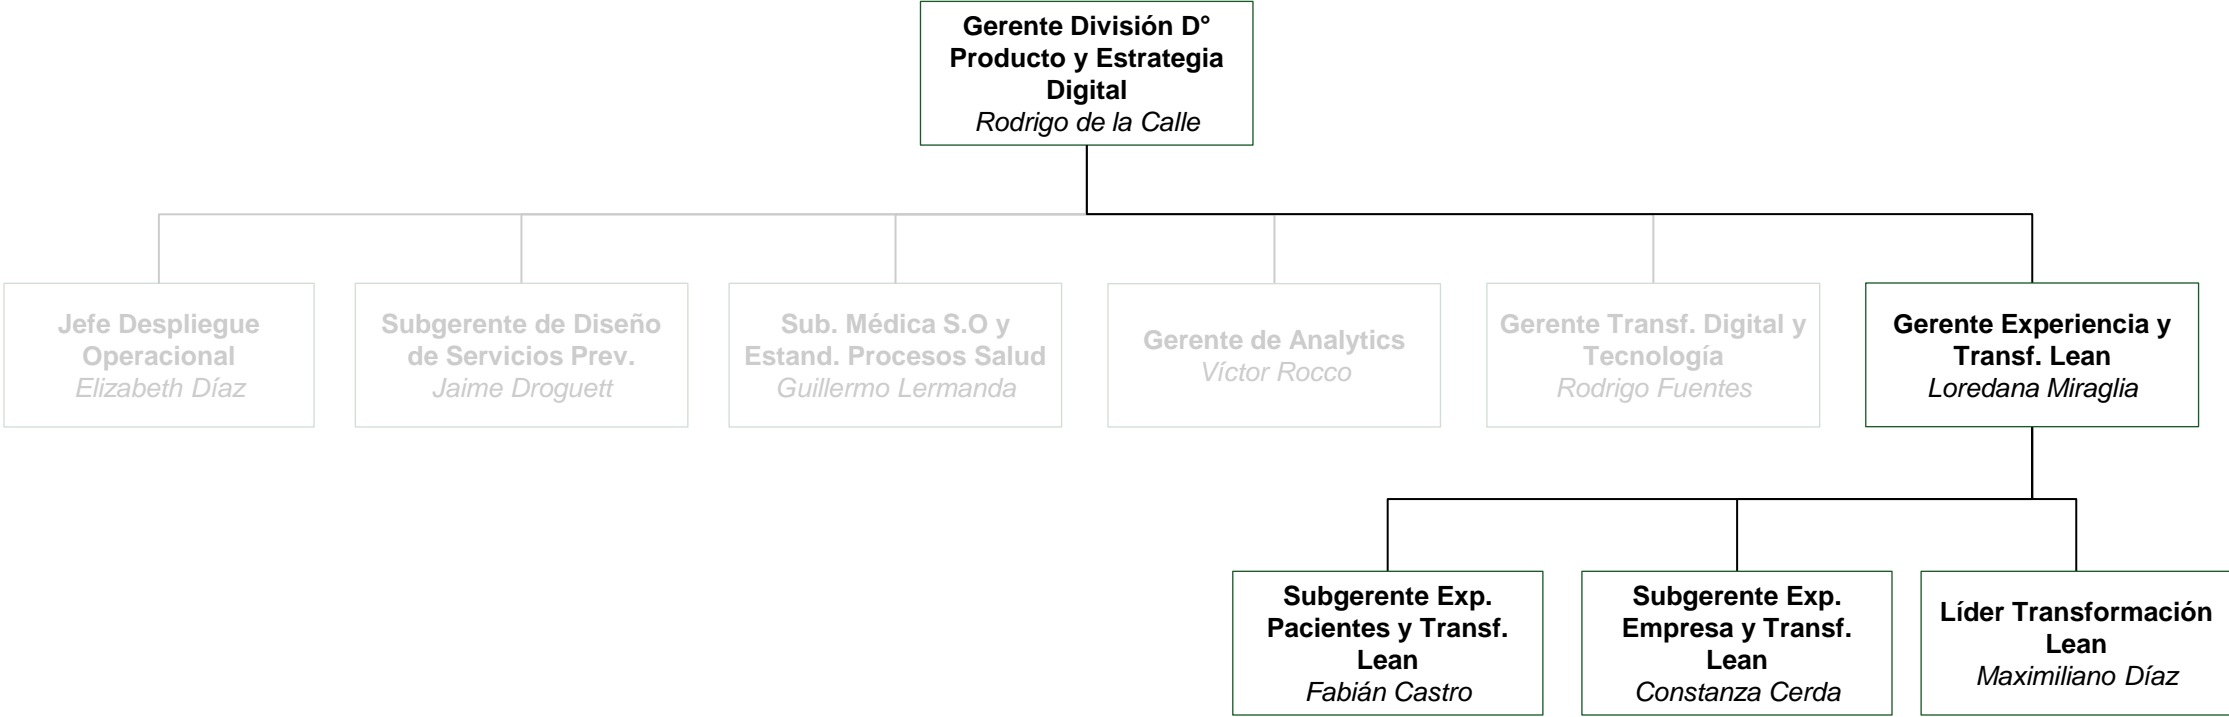 Gerente División D°
Producto y Estrategia
Digital
Rodrigo de la Calle
Jefe Despliegue
Operacional
Elizabeth Díaz
Subgerente de Diseño
de Servicios Prev.
Jaime Droguett
Sub. Médica S.O y
Estand. Procesos Salud
Guillermo Lermanda
Gerente de Analytics
Víctor Rocco
Gerente Transf. Digital y
Tecnología
Rodrigo Fuentes
Gerente Experiencia y
Transf. Lean
Loredana Miraglia
Subgerente Exp.
Pacientes y Transf.
Lean
Fabián Castro
Subgerente Exp.
Empresa y Transf.
Lean
Constanza Cerda
Líder Transformación
Lean
Maximiliano Díaz